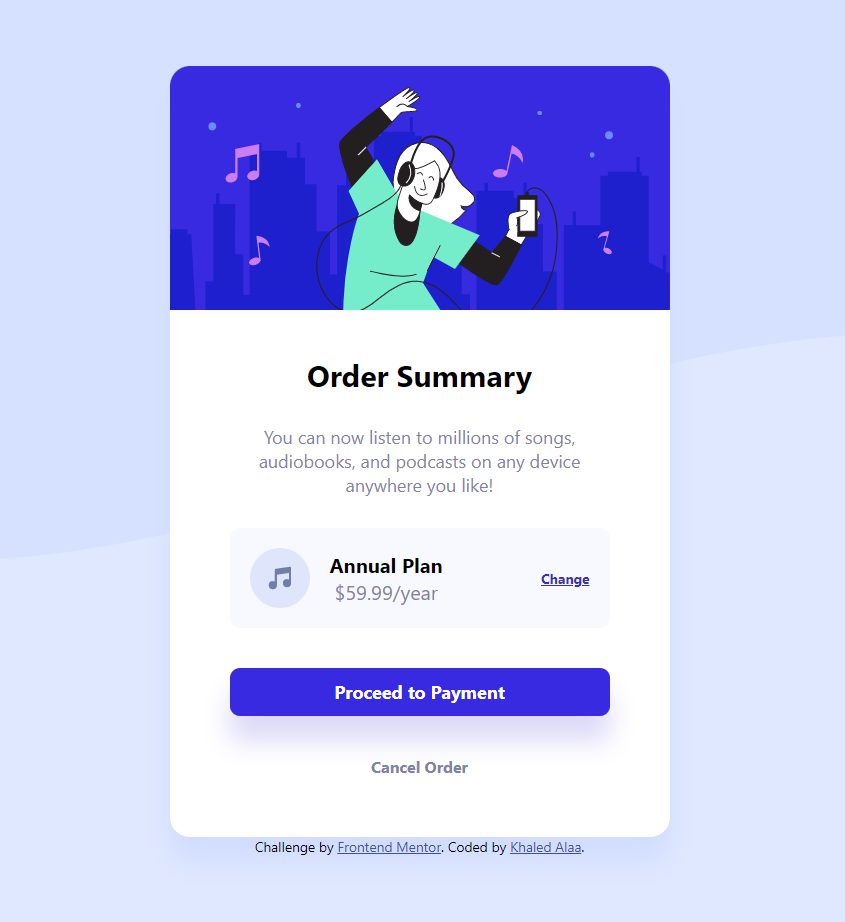 Order Summary
You can now listen to millions of songs,
audiobooks, and podcasts on any device
anywhere you like!
Annual Plan
$59.99/year
Change
Proceed to Payment
Cancel Order
Challenge by Frontend Mentor. Coded by Khaled Alaa.